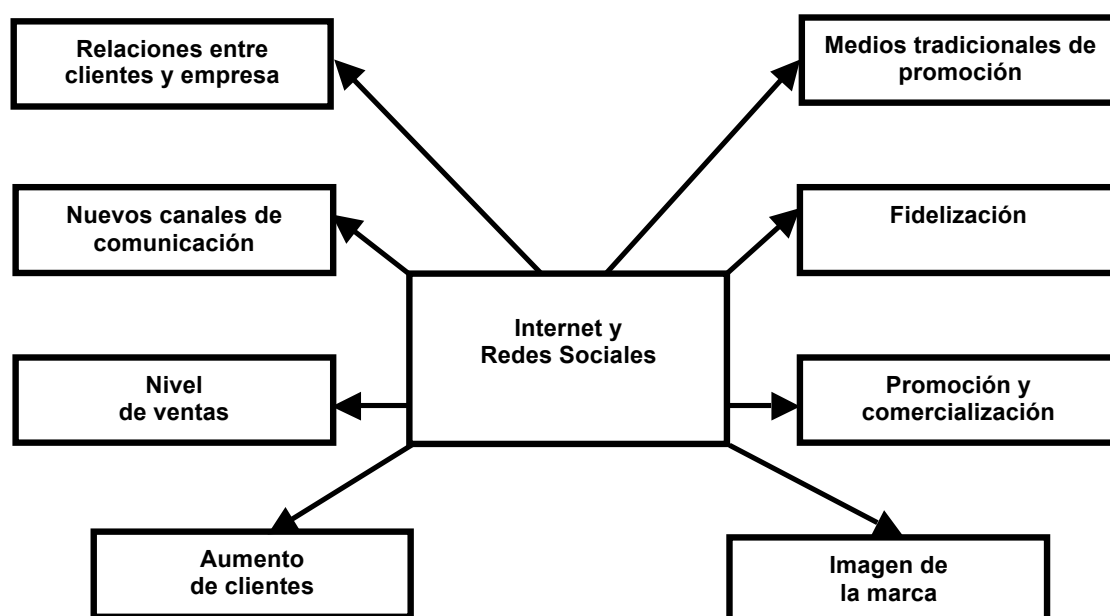 Relaciones entre
clientes y empresa
Medios tradicionales de
promoción
Nuevos canales de
comunicación
Fidelización
Internet y
Redes Sociales
Nivel
de ventas
Promoción y
comercialización
Aumento
de clientes
Imagen de
la marca